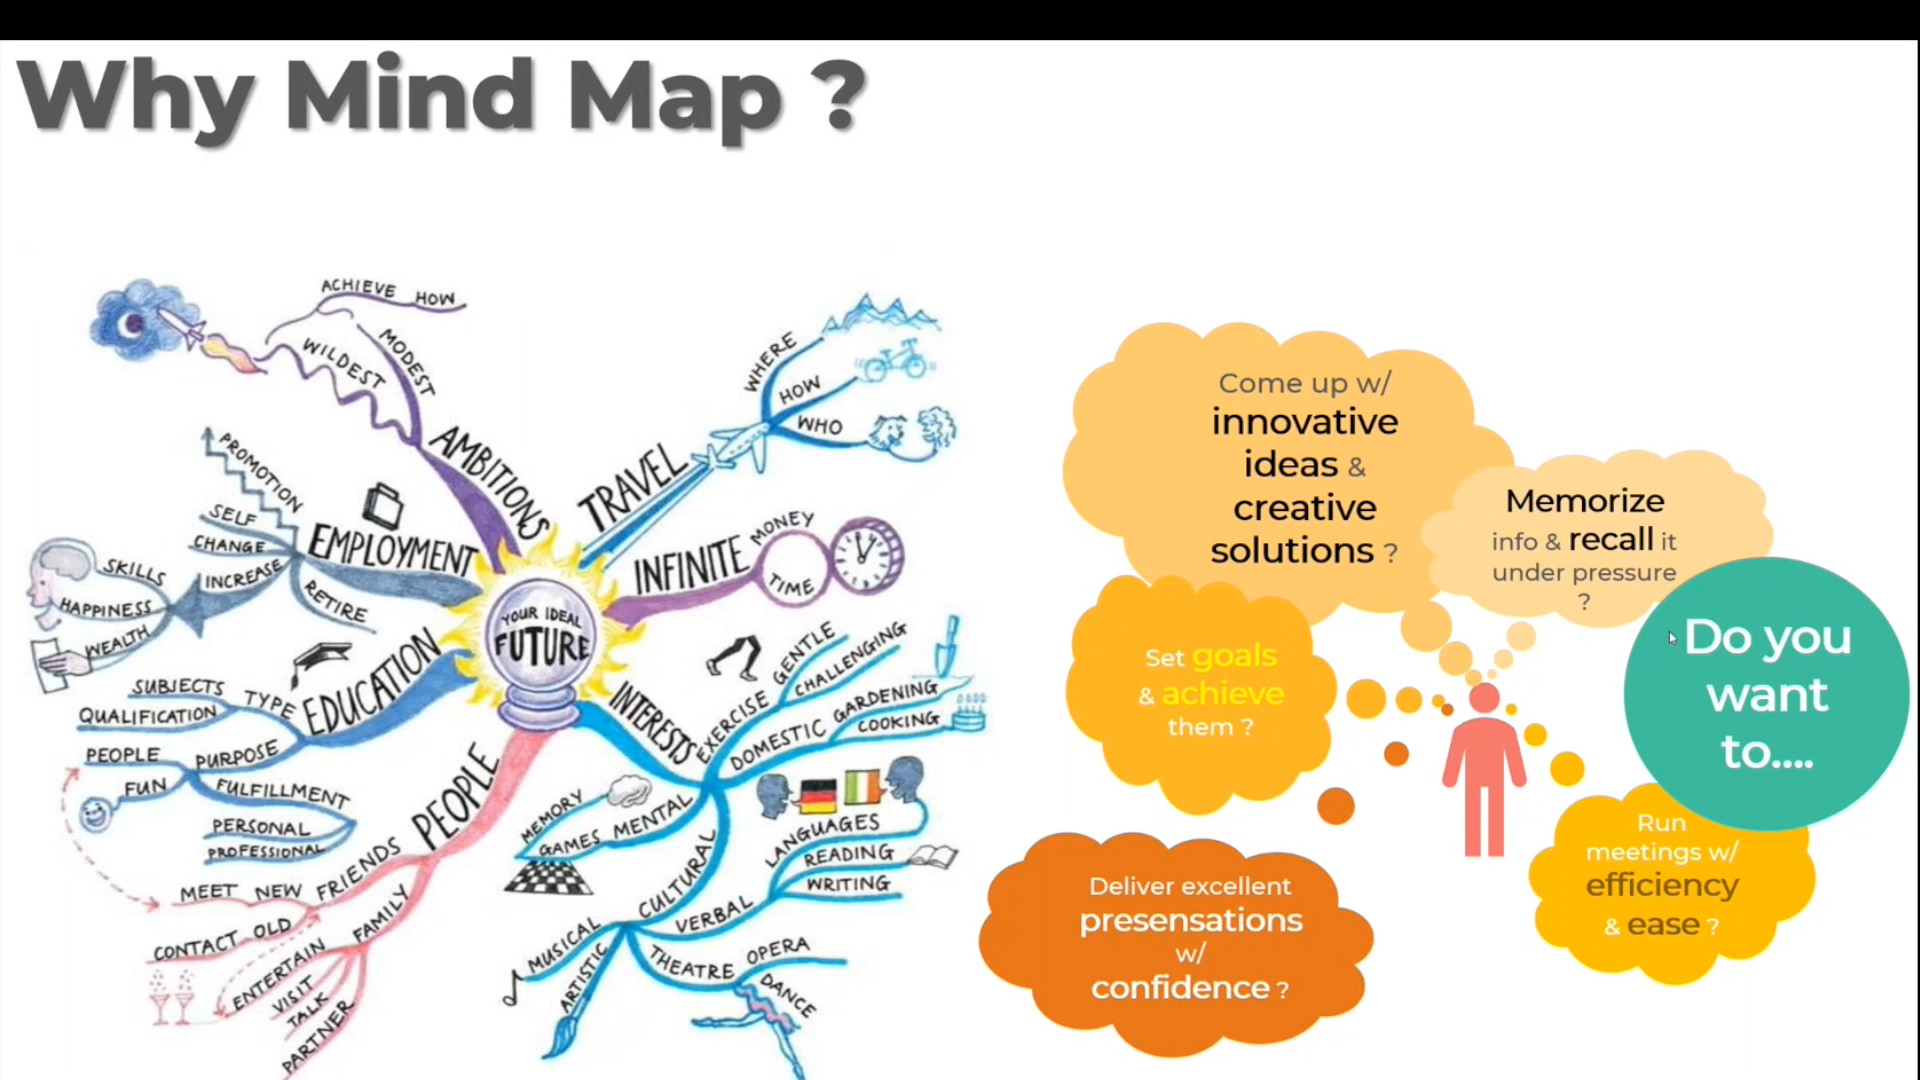 Why Mind Map ?
ACHIEVE HOW
WILDEST
MODEST
AMBITIONS
PROMOTION
SELF
CHANGE
INCREASE
RETIRE
EMPLOYMENT
SKILLS
HAPPINESS
WEALTH
SUBJECTS
TYPE
QUALIFICATION
EDUCATION
PEOPLE
PURPOSE
FUN
FULFILLMENT
PERSONAL
PROFESSIONAL
PEOPLE
FRIENDS
MEET NEW
CONTACT OLD
FAMILY
ENTERTAIN
VISIT
TALK
PARTNER
YOUR IDEAL
FUTURE
TRAVEL
WHERE
HOW
WHO
INFINITE
MONEY
TIME
INTERESTS
EXERCISE
GENTLE
CHALLENGING
DOMESTIC
GARDENING
COOKING
MENTAL
MEMORY
GAMES
CULTURAL
LANGUAGES
READING
WRITING
VERBAL
MUSICAL
ARTISTIC
THEATRE
OPERA
DANCE
Come up w/
innovative
ideas &
creative
solutions ?
Memorize
info & recall it
under pressure
?
Set goals
& achieve
them ?
Do you
want
to....
Deliver excellent
presensations
w/
confidence ?
Run
meetings w/
efficiency
& ease ?